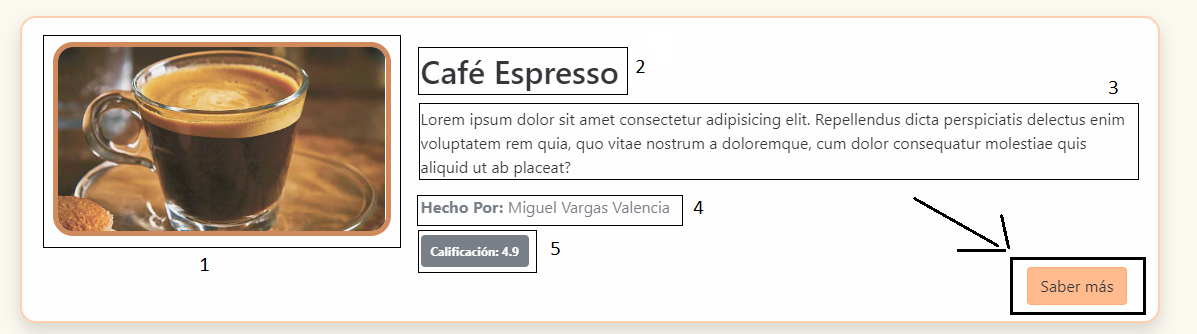 Café Espresso
2
3
Lorem ipsum dolor sit amet consectetur adipisicing elit. Repellendus dicta perspiciatis delectus enim
voluptatem rem quia, quo vitae nostrum a doloremque, cum dolor consequatur molestiae quis
aliquid ut ab placeat?
Hecho Por: Miguel Vargas Valencia
4
Calificación: 4.9
5
1
Saber más